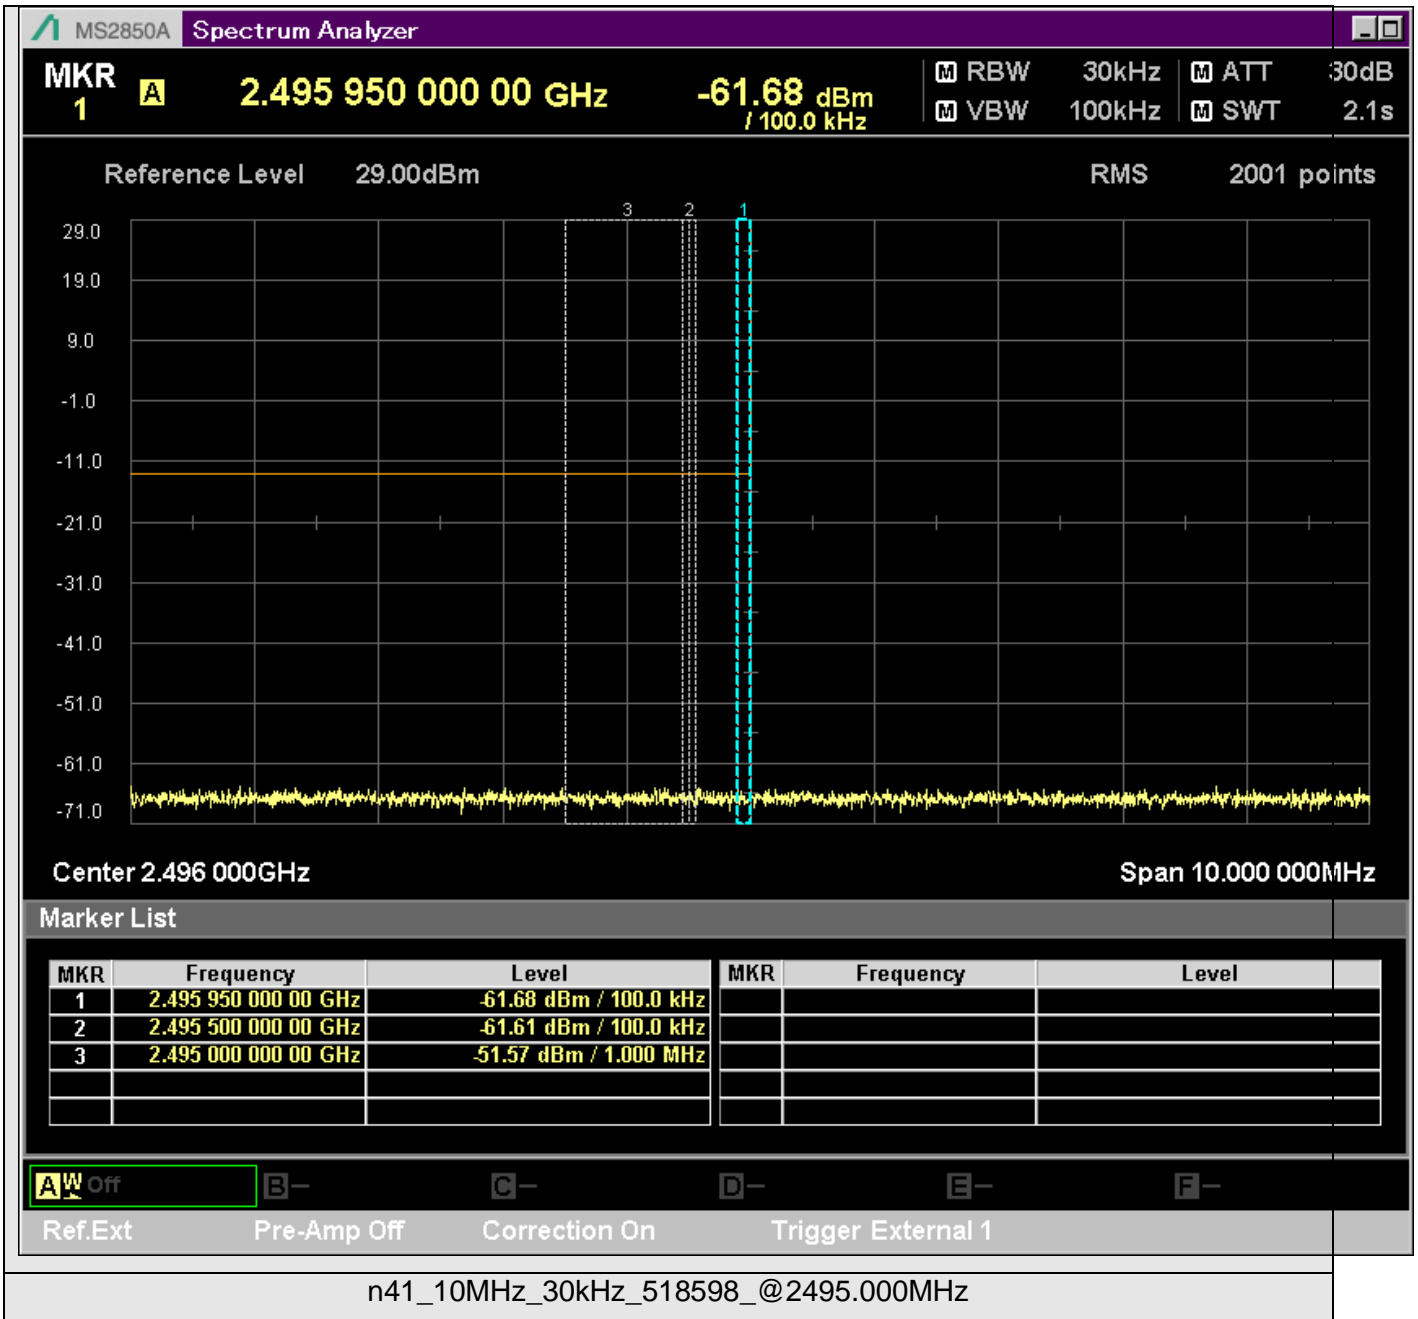 MS2850A Spectrum Analyzer
MKR 1 A 2.495 950 000 00 GHz -61.68 dBm / 100.0 kHz
M RBW 30kHz M ATT 30dB
M VBW 100kHz M SWT 2.1s
Reference Level 29.00dBm RMS 2001 points
3 2 1
29.0
19.0
9.0
-1.0
-11.0
-21.0
-31.0
-41.0
-51.0
-61.0
-71.0
Center 2.496 000GHz Span 10.000 000MHz
Marker List
MKR Frequency Level MKR Frequency Level
1 2.495 950 000 00 GHz -61.68 dBm / 100.0 kHz
2 2.495 500 000 00 GHz -61.61 dBm / 100.0 kHz
3 2.495 000 000 00 GHz -51.57 dBm / 1.000 MHz
A W Off B - C - D - E - F -
Ref.Ext Pre-Amp Off Correction On Trigger External 1
n41_10MHz_30kHz_518598_@2495.000MHz